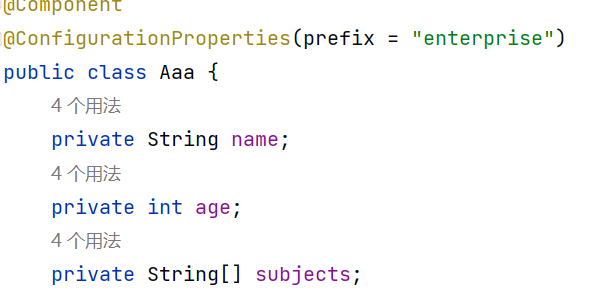 @Component
@ConfigurationProperties(prefix = "enterprise")
public class Aaa {
4 个用法
private String name;
4 个用法
private int age;
4 个用法
private String[] subjects;